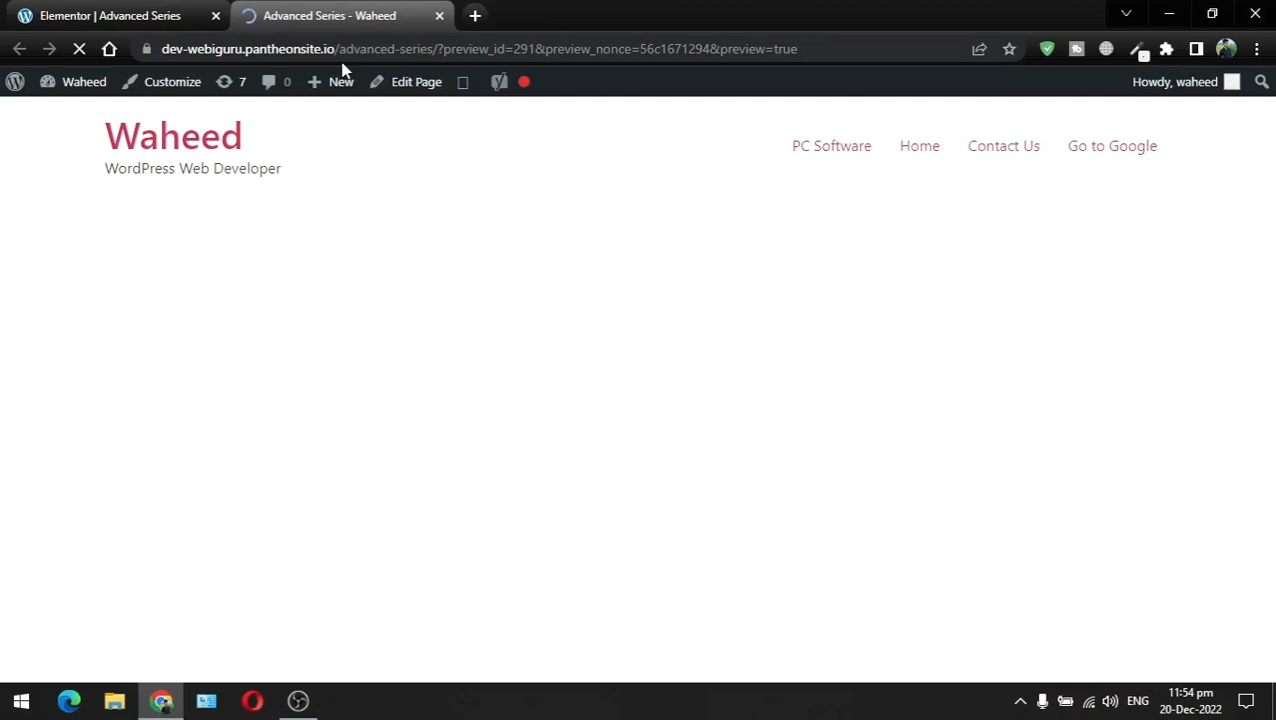 Elementor | Advanced Series
Advanced Series - Waheed
dev-webiguru.pantheonsite.io/advanced-series/?preview_id=291&preview_nonce=56c1671294&preview=true
Waheed
Customize
7
0
New
Edit Page
Howdy, waheed
Waheed
WordPress Web Developer
PC Software
Home
Contact Us
Go to Google
ENG
11:54 pm
20-Dec-2022